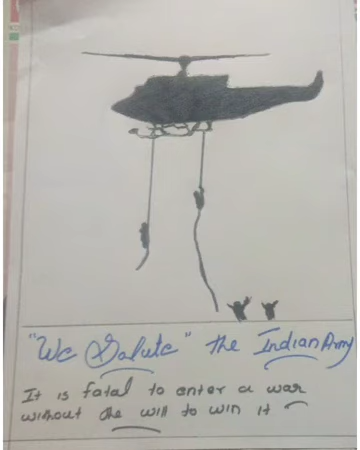 "We Salute" the Indian Army
It is fatal to enter a war
without the will to win it